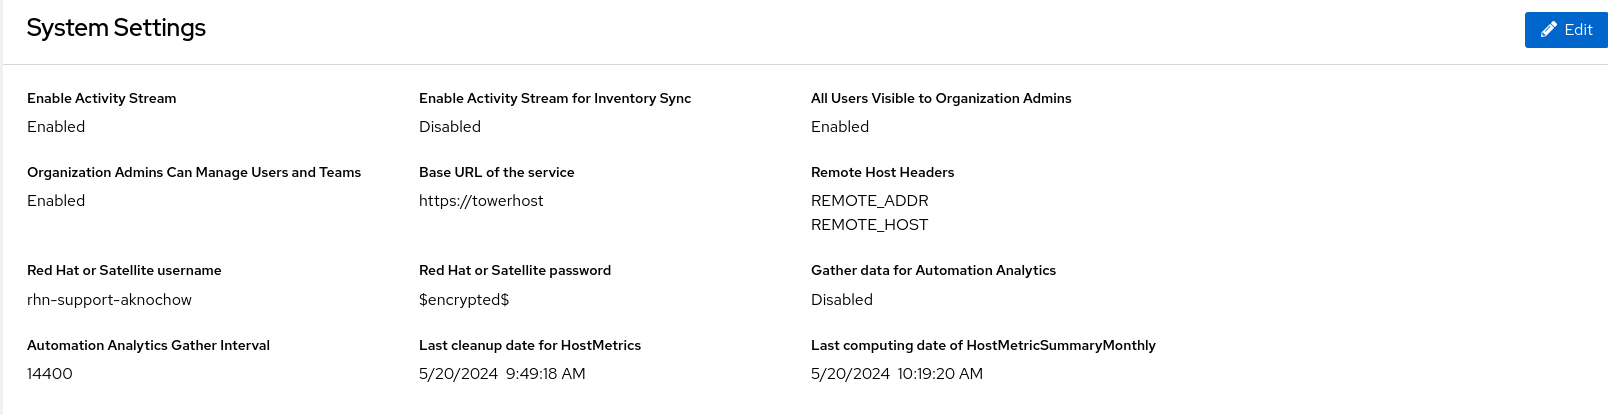 System Settings
Edit
Enable Activity Stream
Enabled
Enable Activity Stream for Inventory Sync
Disabled
All Users Visible to Organization Admins
Enabled
Organization Admins Can Manage Users and Teams
Enabled
Base URL of the service
https://towerhost
Remote Host Headers
REMOTE_ADDR
REMOTE_HOST
Red Hat or Satellite username
rhn-support-aknochow
Red Hat or Satellite password
$encrypted$
Gather data for Automation Analytics
Disabled
Automation Analytics Gather Interval
14400
Last cleanup date for HostMetrics
5/20/2024 9:49:18 AM
Last computing date of HostMetricSummaryMonthly
5/20/2024 10:19:20 AM